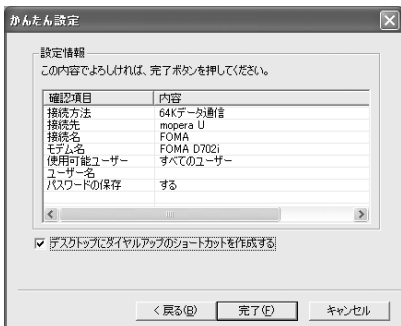 かんたん設定
設定情報
この内容でよろしければ、完了ボタンを押してください。
確認項目 内容
接続方法 64Kデータ通信
接続先 mopera U
接続名 FOMA
モデム名 FOMA D702i
使用可能ユーザー すべてのユーザー
ユーザー名
パスワードの保存 する
デスクトップにダイヤルアップのショートカットを作成する
< 戻る(B) 完了(F) キャンセル